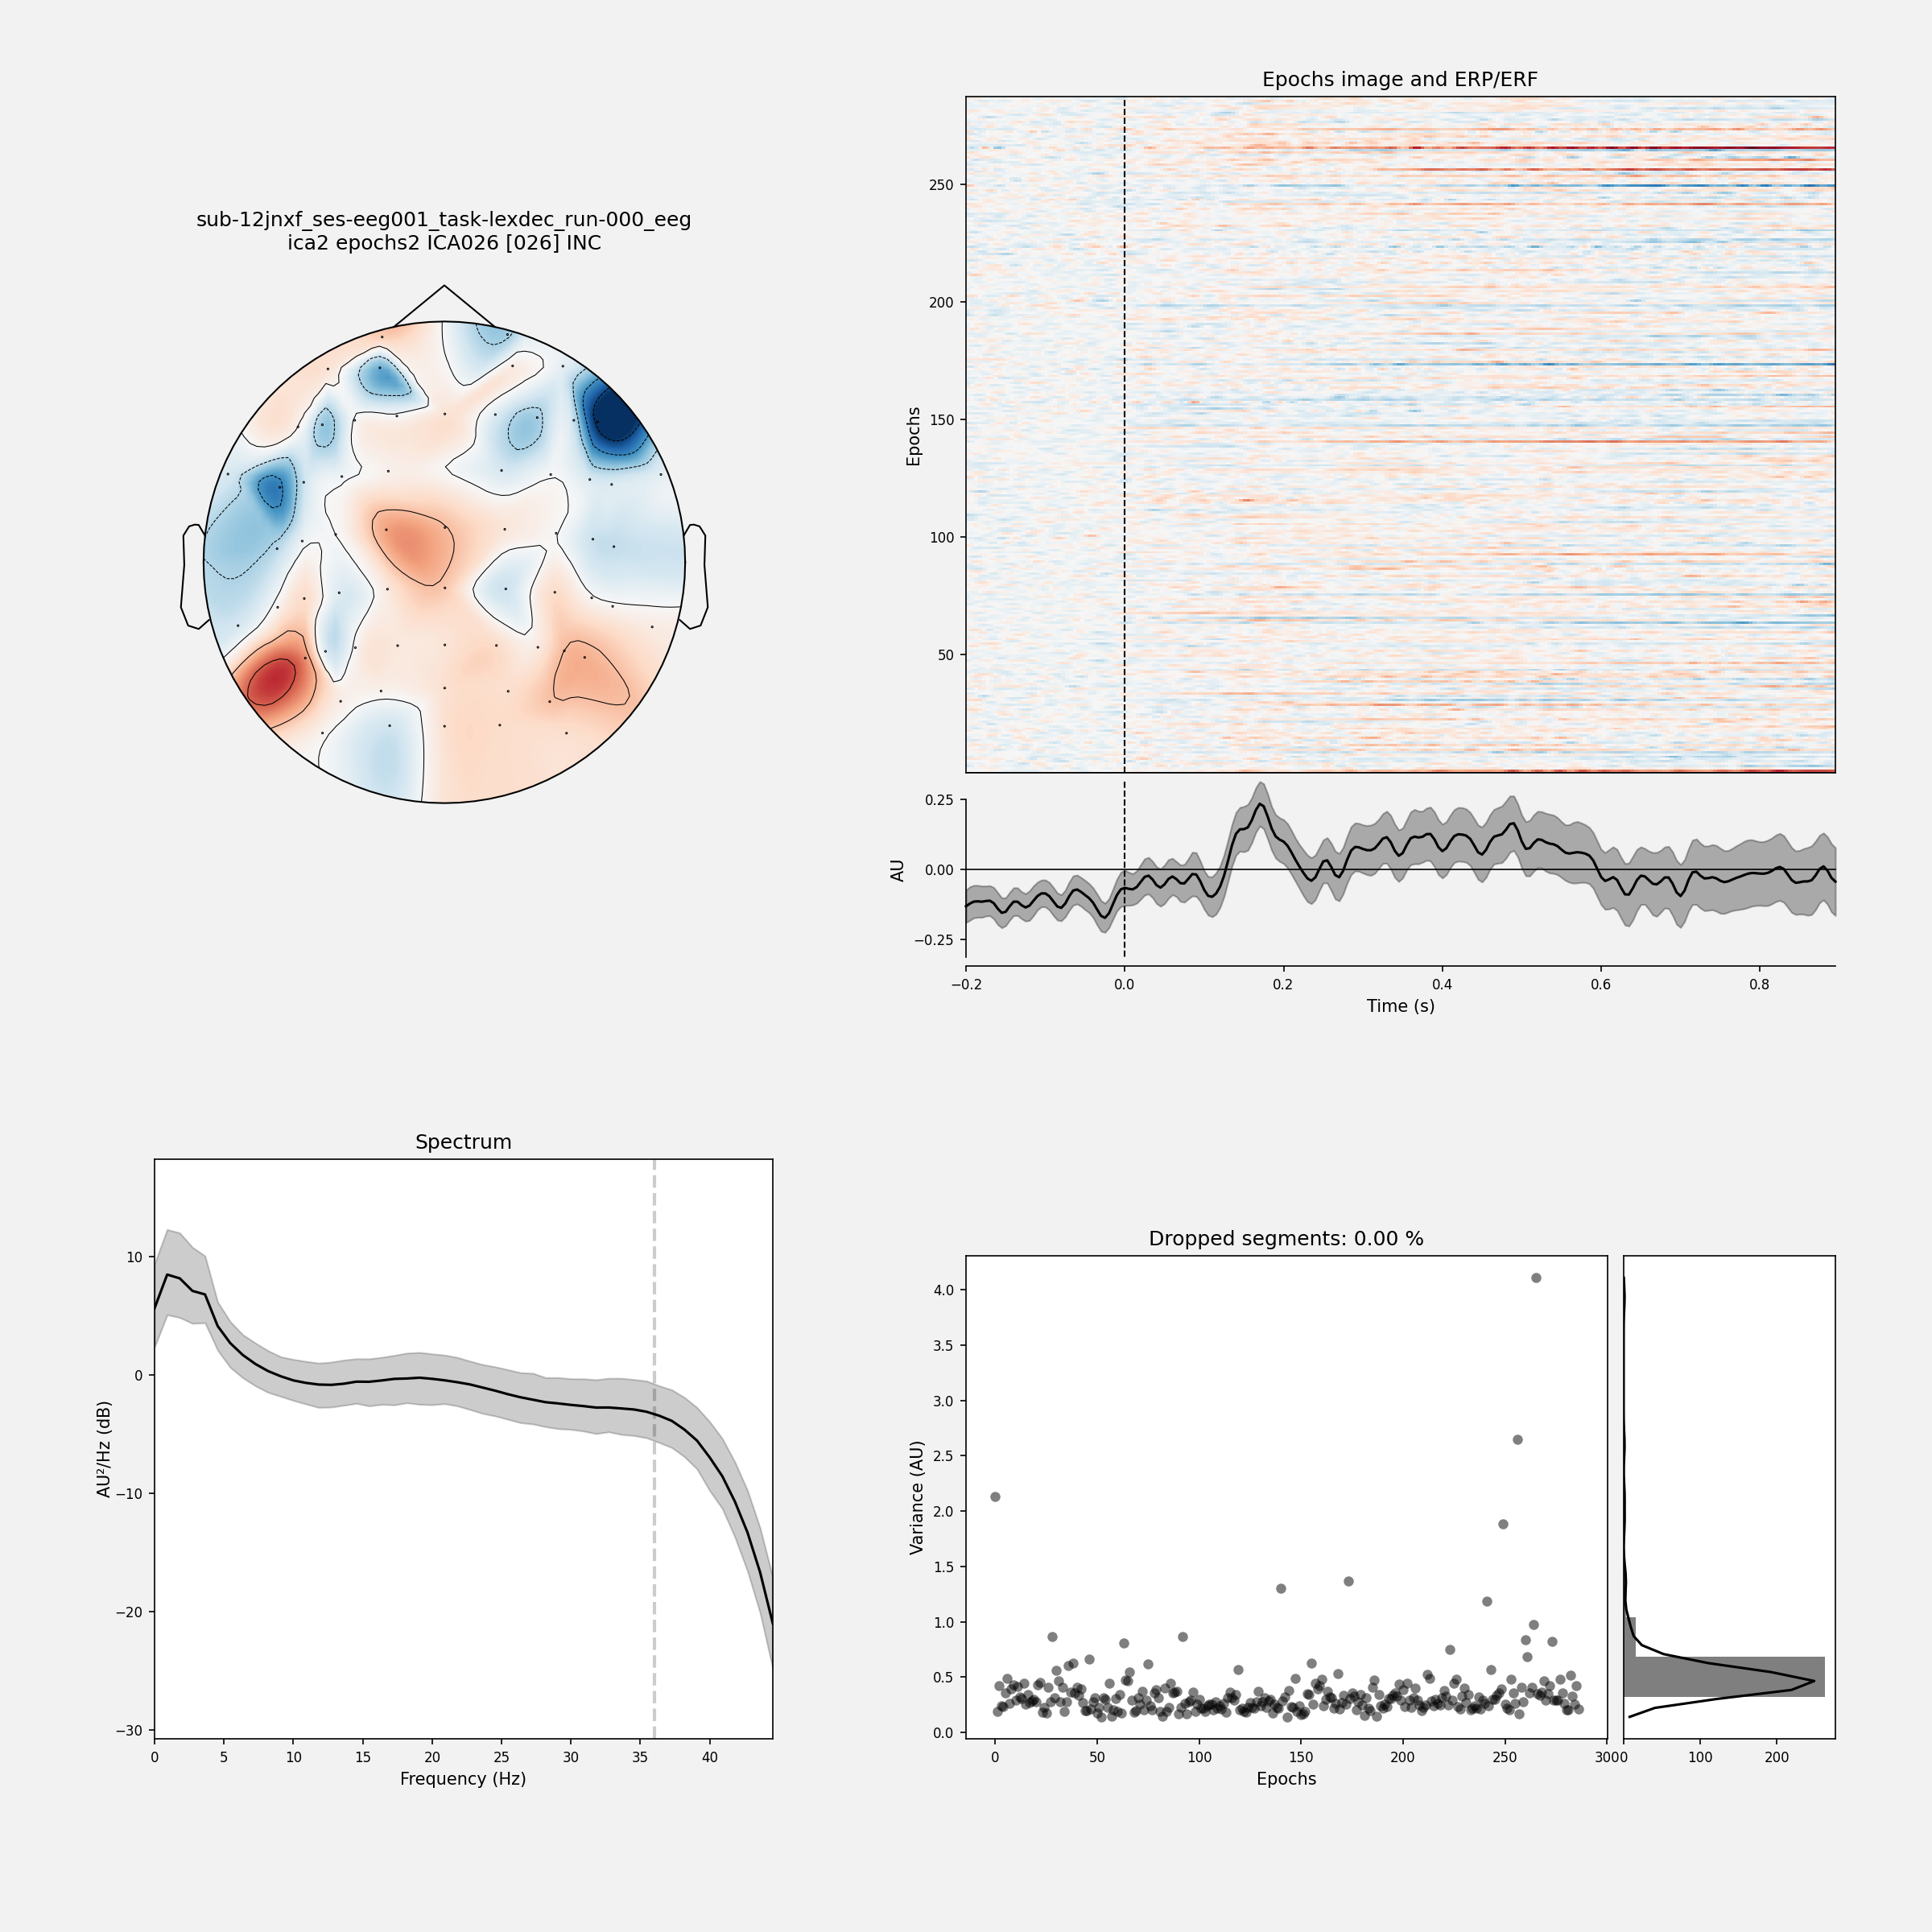 sub-12jnxf_ses-eeg001_task-lexdec_run-000_eeg
ica2 epochs2 ICA026 [026] INC
Epochs image and ERP/ERF
Epochs
250
200
150
100
50
AU
0.25
0.00
−0.25
−0.2 0.0 0.2 0.4 0.6 0.8
Time (s)
Spectrum
AU²/Hz (dB)
10
0
−10
−20
−30
0 5 10 15 20 25 30 35 40
Frequency (Hz)
Dropped segments: 0.00 %
Variance (AU)
4.0
3.5
3.0
2.5
2.0
1.5
1.0
0.5
0.0
0 50 100 150 200 250 300
Epochs
0 100 200